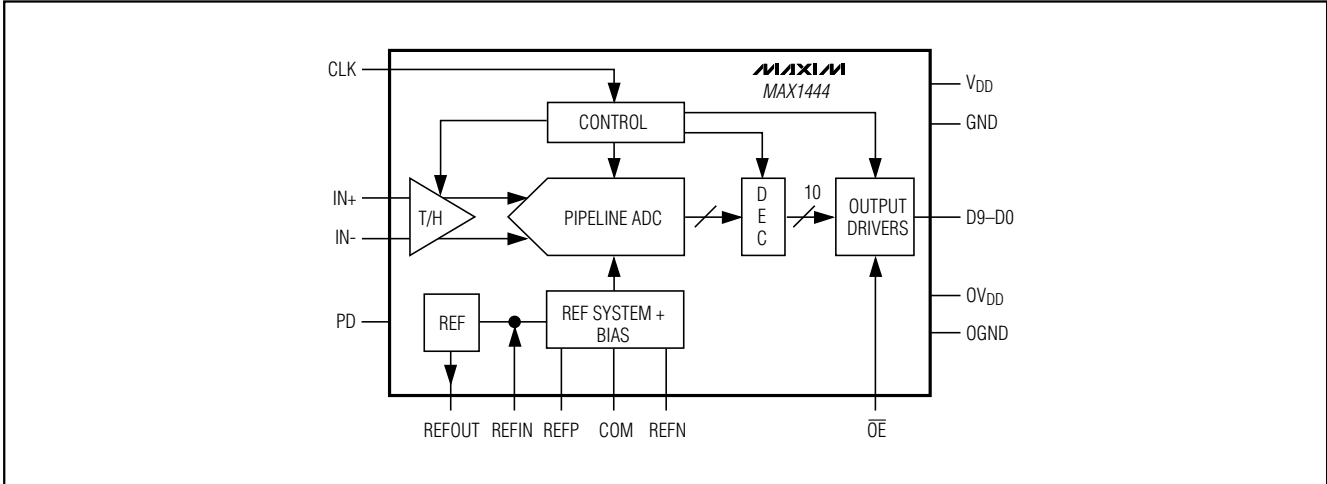 CLK
MAXIM
MAX1444
VDD
CONTROL
GND
IN+
T/H
PIPELINE ADC
DEC
10
OUTPUT
DRIVERS
D9–D0
IN-
OVDD
PD
REF
REF SYSTEM +
BIAS
OGND
REFOUT
REFIN
REFP
COM
REFN
OE